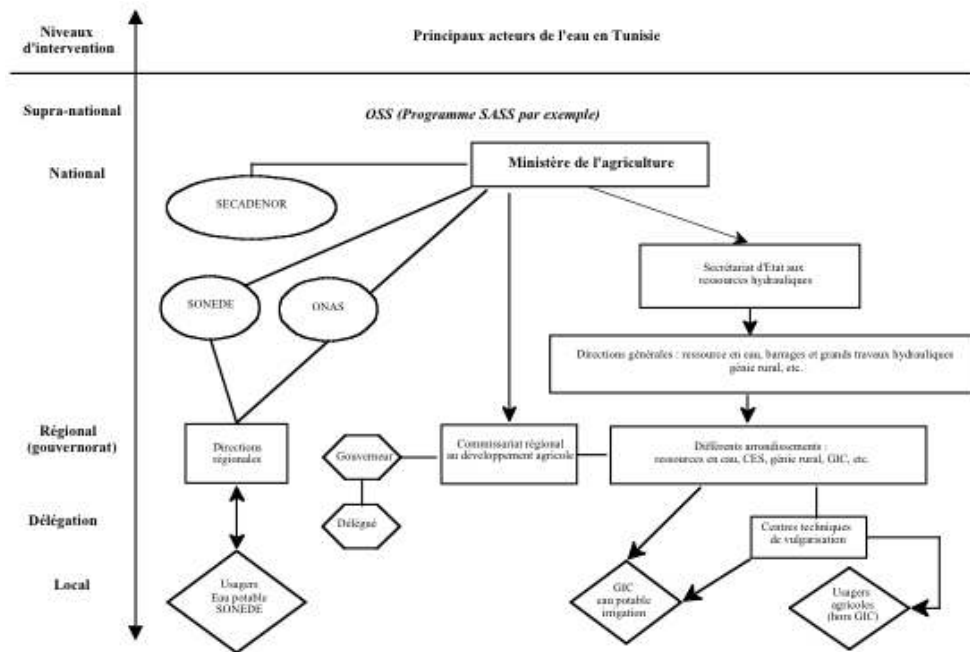 Niveaux
d'intervention
Principaux acteurs de l'eau en Tunisie
Supra-national
OSS (Programme SASS par exemple)
National
Ministère de l'agriculture
SECADENOR
Secrétariat d'Etat aux
ressources hydrauliques
SONEDE
ONAS
Directions générales : ressource en eau, barrages et grands travaux hydrauliques
génie rural, etc.
Régional
(gouvernorat)
Directions
régionales
Gouverneur
Commissariat régional
au développement agricole
Différents arrondissements :
ressources en eau, CES, génie rural, GIC, etc.
Délégation
Délégué
Centres techniques
de vulgarisation
Local
Usagers
Eau potable
SONEDE
GIC
eau potable
irrigation
Usagers
agricoles
(hors GIC)